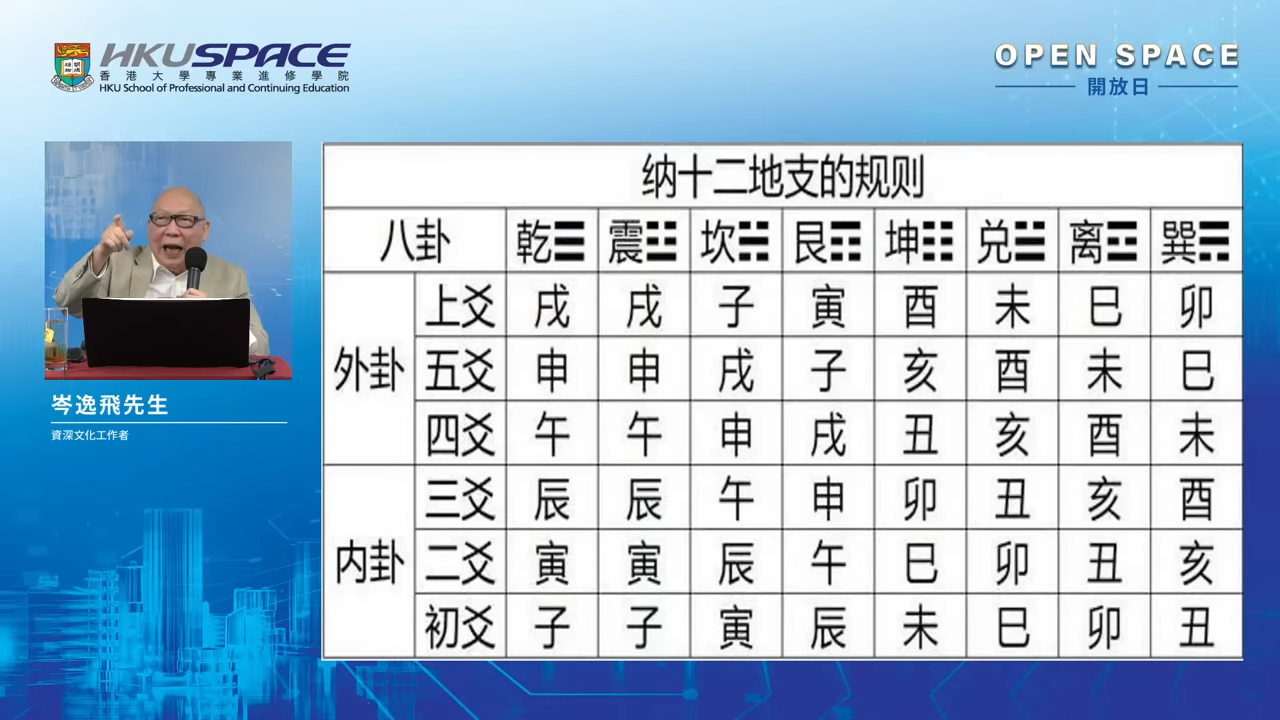 HKUSPACE
香港大學專業進修學院
HKU School of Professional and Continuing Education
OPEN SPACE
開放日
岑逸飛先生
資深文化工作者
纳十二地支的规则
八卦 乾☰ 震☳ 坎☵ 艮☶ 坤☷ 兑☱ 离☲ 巽☴
外卦
上爻 戌 戌 子 寅 酉 未 巳 卯
五爻 申 申 戌 子 亥 酉 未 巳
四爻 午 午 申 戌 丑 亥 酉 未
内卦
三爻 辰 辰 午 申 卯 丑 亥 酉
二爻 寅 寅 辰 午 巳 卯 丑 亥
初爻 子 子 寅 辰 未 巳 卯 丑